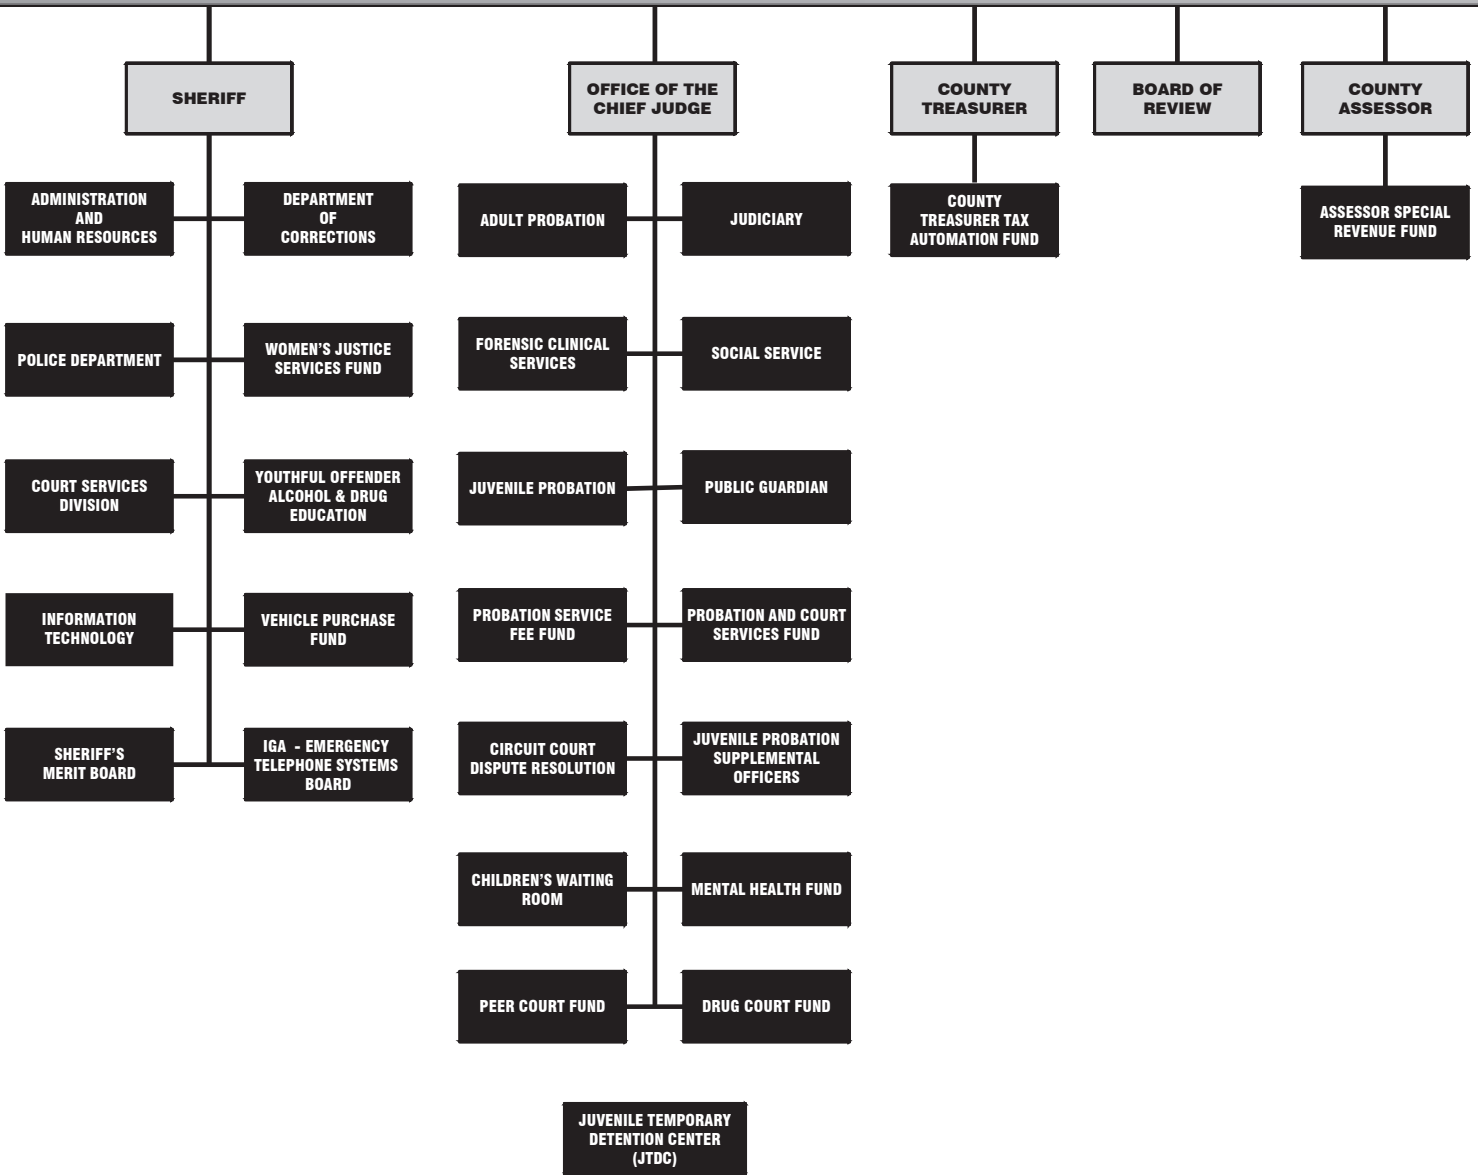 SHERIFF
OFFICE OF THE
CHIEF JUDGE
COUNTY
TREASURER
BOARD OF
REVIEW
COUNTY
ASSESSOR
ADMINISTRATION
AND
HUMAN RESOURCES
DEPARTMENT
OF
CORRECTIONS
POLICE DEPARTMENT
WOMEN'S JUSTICE
SERVICES FUND
COURT SERVICES
DIVISION
YOUTHFUL OFFENDER
ALCOHOL & DRUG
EDUCATION
INFORMATION
TECHNOLOGY
VEHICLE PURCHASE
FUND
SHERIFF'S
MERIT BOARD
IGA - EMERGENCY
TELEPHONE SYSTEMS
BOARD
ADULT PROBATION
JUDICIARY
FORENSIC CLINICAL
SERVICES
SOCIAL SERVICE
JUVENILE PROBATION
PUBLIC GUARDIAN
PROBATION SERVICE
FEE FUND
PROBATION AND COURT
SERVICES FUND
CIRCUIT COURT
DISPUTE RESOLUTION
JUVENILE PROBATION
SUPPLEMENTAL
OFFICERS
CHILDREN'S WAITING
ROOM
MENTAL HEALTH FUND
PEER COURT FUND
DRUG COURT FUND
JUVENILE TEMPORARY
DETENTION CENTER
(JTDC)
COUNTY
TREASURER TAX
AUTOMATION FUND
ASSESSOR SPECIAL
REVENUE FUND